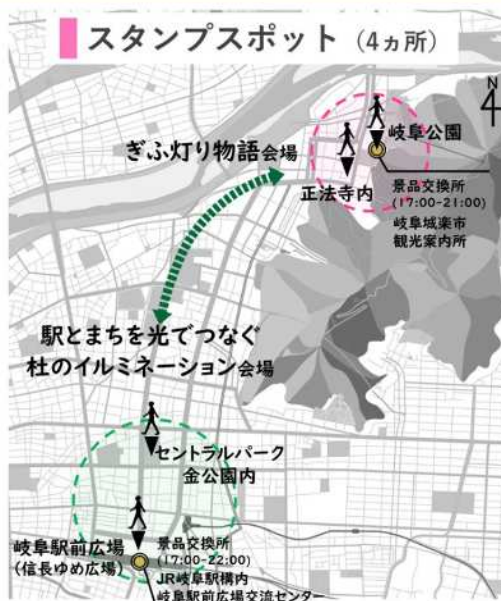 スタンプスポット (4ヵ所)
N
岐阜公園
ぎふ灯り物語会場
正法寺内
景品交換所
(17:00-21:00)
岐阜城楽市
観光案内所
駅とまちを光でつなぐ
杜のイルミネーション会場
セントラルパーク
金公園内
岐阜駅前広場
(信長ゆめ広場)
景品交換所
(17:00-22:00)
JR岐阜駅構内
岐阜駅前広場交流センター